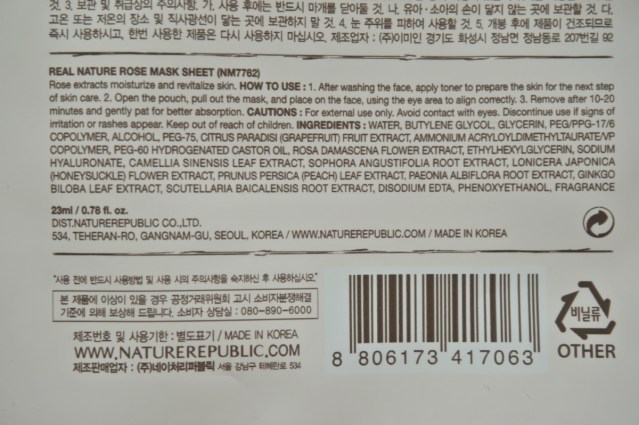 것. 3. 보관 및 취급상의 주의사항. 가. 사용 후에는 반드시 마개를 닫아둘 것. 나. 유아·소아의 손이 닿지 않는 곳에 보관할 것. 다.
고온 또는 저온의 장소 및 직사광선이 닿는 곳에 보관하지 말 것. 4. 눈 주위를 피하여 사용할 것. 5. 개봉 후에 제품이 건조되므로
즉시 사용하시고, 한번 사용한 제품은 다시 사용하지 마십시오. 제조업자 : (주)이미인 경기도 화성시 정남면 정남동로 207번길 92
REAL NATURE ROSE MASK SHEET (NM7762)
Rose extracts moisturize and revitalize skin. HOW TO USE : 1. After washing the face, apply toner to prepare the skin for the next step
of skin care. 2. Open the pouch, pull out the mask, and place on the face, using the eye area to align correctly. 3. Remove after 10-20
minutes and gently pat for better absorption. CAUTIONS : For external use only. Avoid contact with eyes. Discontinue use if signs of
irritation or rashes appear. Keep out of reach of children. INGREDIENTS : WATER, BUTYLENE GLYCOL, GLYCERIN, PEG/PPG-17/6
COPOLYMER, ALCOHOL, PEG-75, CITRUS PARADISI (GRAPEFRUIT) FRUIT EXTRACT, AMMONIUM ACRYLOYLDIMETHYLTAURATE/VP
COPOLYMER, PEG-60 HYDROGENATED CASTOR OIL, ROSA DAMASCENA FLOWER EXTRACT, ETHYLHEXYLGLYCERIN, SODIUM
HYALURONATE, CAMELLIA SINENSIS LEAF EXTRACT, SOPHORA ANGUSTIFOLIA ROOT EXTRACT, LONICERA JAPONICA
(HONEYSUCKLE) FLOWER EXTRACT, PRUNUS PERSICA (PEACH) LEAF EXTRACT, PAEONIA ALBIFLORA ROOT EXTRACT, GINKGO
BILOBA LEAF EXTRACT, SCUTELLARIA BAICALENSIS ROOT EXTRACT, DISODIUM EDTA, PHENOXYETHANOL, FRAGRANCE
23ml / 0.78 fl. oz.
DIST.NATUREREPUBLIC CO.,LTD.
534, TEHERAN-RO, GANGNAM-GU, SEOUL, KOREA / WWW.NATUREREPUBLIC.COM / MADE IN KOREA
"사용 전에 반드시 사용방법 및 사용 시의 주의사항을 숙지하신 후 사용하십시오."
본 제품에 이상이 있을 경우 공정거래위원회 고시 소비자분쟁해결
기준에 의해 보상해 드립니다. 소비자 상담실 : 080-890-6000
제조번호 및 사용기한 : 별도표기 / MADE IN KOREA
WWW.NATUREREPUBLIC.COM
제조판매업자 : (주)네이처리퍼블릭 서울 강남구 테헤란로 534
8 806173 417063
비닐류
OTHER